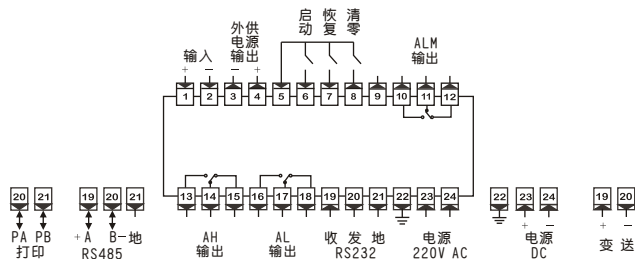 启 恢 复 清
动 复 零
外供
电源
输出
输入
+ − − +
ALM
输出
1 2 3 4 5 6 7 8 9 10 11 12
13 14 15 16 17 18 19 20 21 22 23 24
20 21
19 20 21
22 23 24
19 20
PA PB
打印
+A B−地
RS485
AH
输出
AL
输出
收 发 地
RS232
电源
220V AC
+ −
电源
DC
+ −
变 送